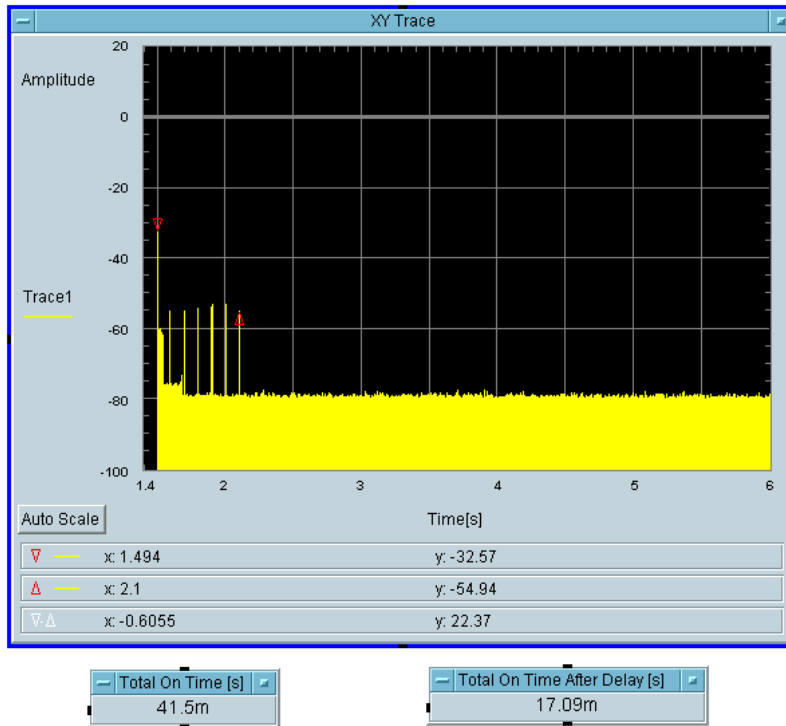 XY Trace
20
Amplitude
0
-20
-40
Trace1
-60
-80
-100
1.4 2 3 4 5 6
Auto Scale Time[s]
x: 1.494 y: -32.57
x: 2.1 y: -54.94
x: -0.6055 y: 22.37
Total On Time [s] Total On Time After Delay [s]
41.5m 17.09m